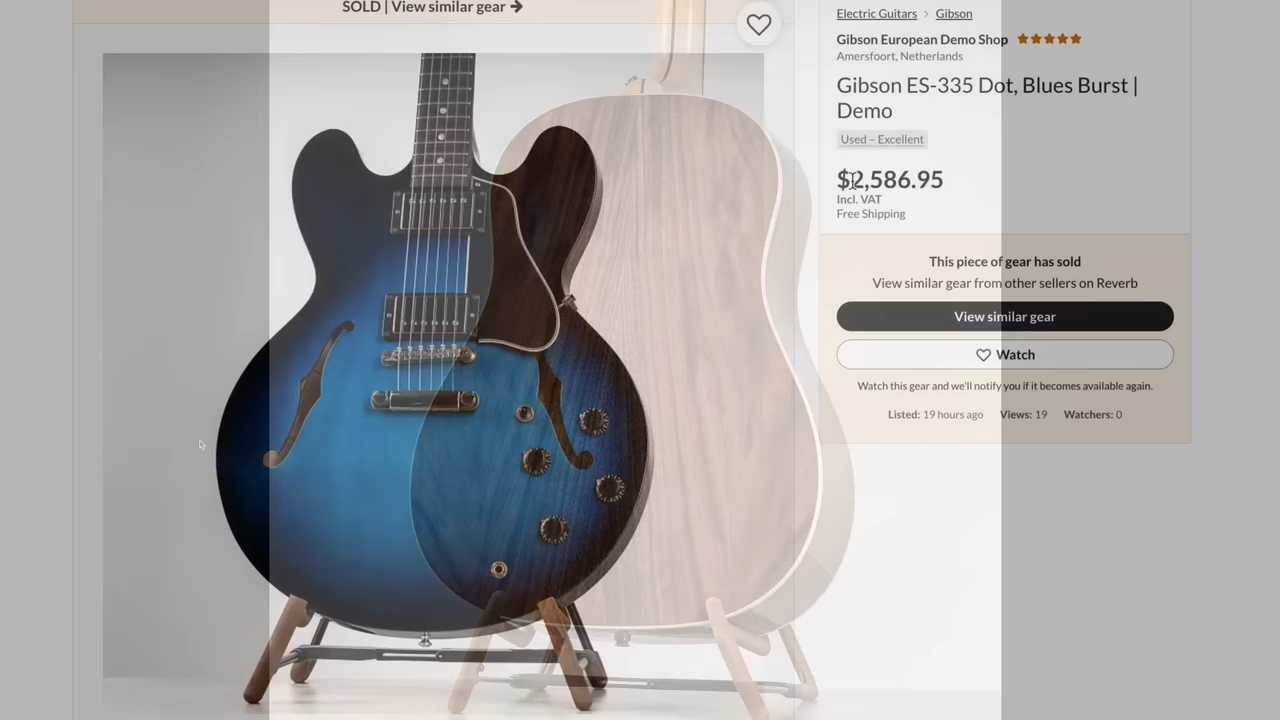 SOLD | View similar gear →
Electric Guitars > Gibson
Gibson European Demo Shop
Amersfoort, Netherlands
Gibson ES-335 Dot, Blues Burst |
Demo
Used – Excellent
$2,586.95
Incl. VAT
Free Shipping
This piece of gear has sold
View similar gear from other sellers on Reverb
View similar gear
Watch
Watch this gear and we'll notify you if it becomes available again.
Listed: 19 hours ago Views: 19 Watchers: 0